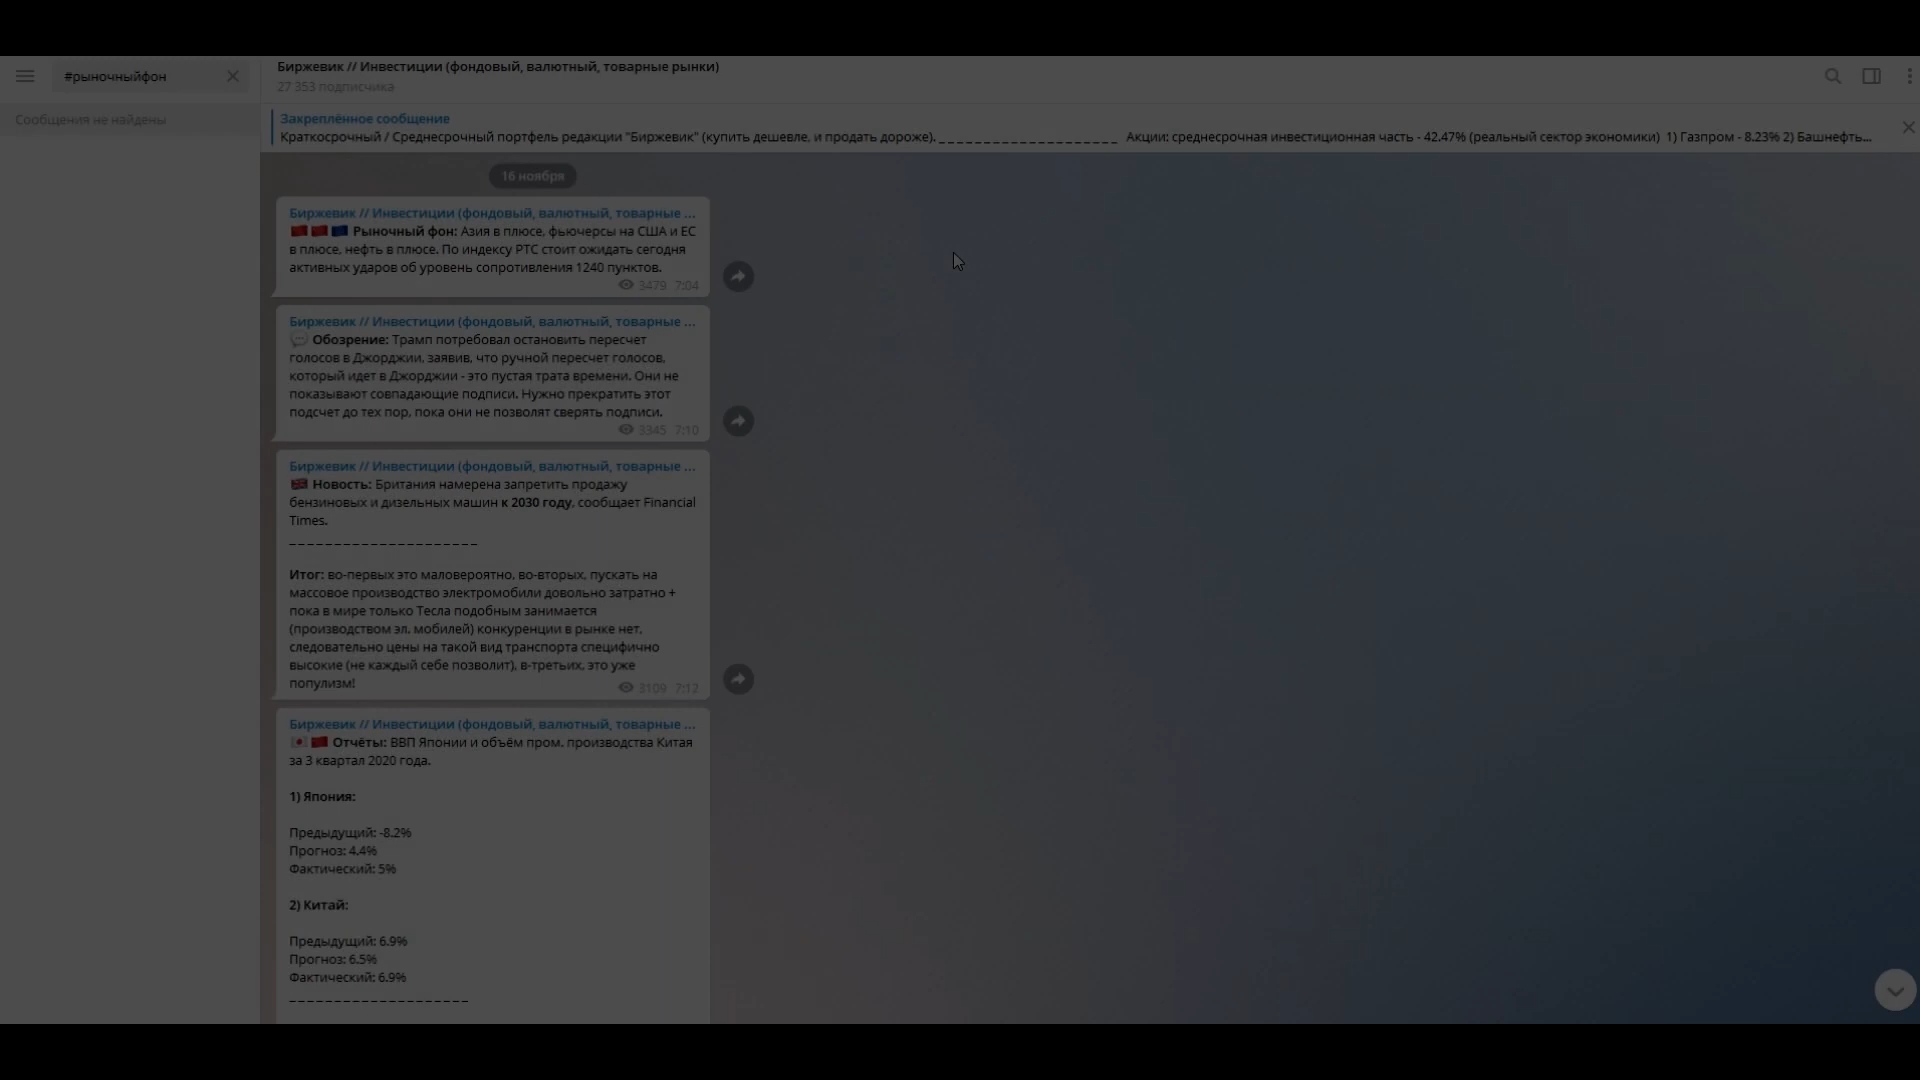 #рыночныйфон
Сообщения не найдены
Биржевик // Инвестиции (фондовый, валютный, товарные рынки)
27 353 подписчика
Закреплённое сообщение
Краткосрочный / Среднесрочный портфель редакции "Биржевик" (купить дешевле, и продать дороже). _ _ _ _ _ _ _ _ _ _ _ _ _ _ _ _ _ _ _ _ Акции: среднесрочная инвестиционная часть - 42.47% (реальный сектор экономики) 1) Газпром - 8.23% 2) Башнефть...
16 ноября
Биржевик // Инвестиции (фондовый, валютный, товарные ...
Рыночный фон: Азия в плюсе, фьючерсы на США и ЕС
в плюсе, нефть в плюсе. По индексу РТС стоит ожидать сегодня
активных ударов об уровень сопротивления 1240 пунктов.
3479 7:04
Биржевик // Инвестиции (фондовый, валютный, товарные ...
Обозрение: Трамп потребовал остановить пересчет
голосов в Джорджии, заявив, что ручной пересчет голосов,
который идет в Джорджии - это пустая трата времени. Они не
показывают совпадающие подписи. Нужно прекратить этот
подсчет до тех пор, пока они не позволят сверять подписи.
3345 7:10
Биржевик // Инвестиции (фондовый, валютный, товарные ...
Новость: Британия намерена запретить продажу
бензиновых и дизельных машин к 2030 году, сообщает Financial
Times.
_ _ _ _ _ _ _ _ _ _ _ _ _ _ _ _ _ _ _ _ _
Итог: во-первых это маловероятно, во-вторых, пускать на
массовое производство электромобили довольно затратно +
пока в мире только Тесла подобным занимается
(производством эл. мобилей) конкуренции в рынке нет,
следовательно цены на такой вид транспорта специфично
высокие (не каждый себе позволит), в-третьих, это уже
популизм!
3109 7:12
Биржевик // Инвестиции (фондовый, валютный, товарные ...
Отчёты: ВВП Японии и объём пром. производства Китая
за 3 квартал 2020 года.
1) Япония:
Предыдущий: -8.2%
Прогноз: 4.4%
Фактический: 5%
2) Китай:
Предыдущий: 6.9%
Прогноз: 6.5%
Фактический: 6.9%
_ _ _ _ _ _ _ _ _ _ _ _ _ _ _ _ _ _ _ _